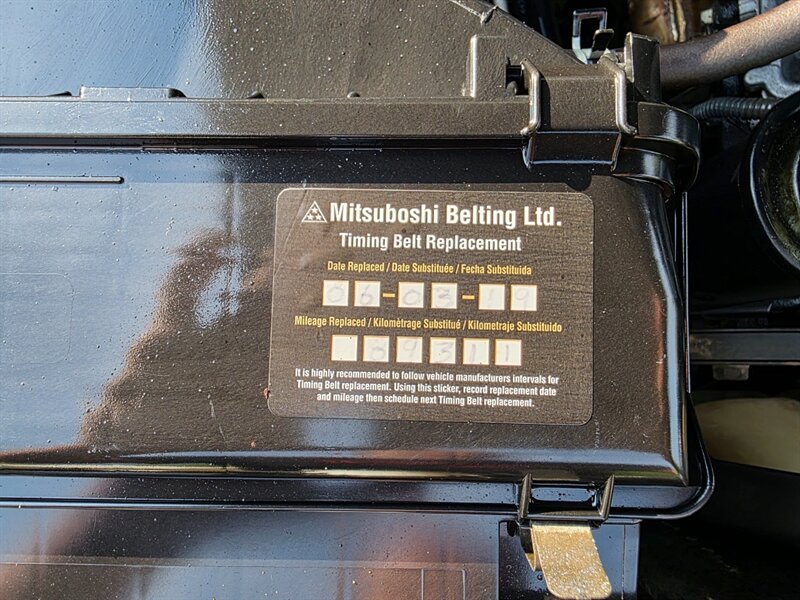 Mitsuboshi Belting Ltd.
Timing Belt Replacement
Date Replaced / Date Substituée / Fecha Substituida
06-03-19
Mileage Replaced / Kilométrage Substitué / Kilometraje Substituido
89311
It is highly recommended to follow vehicle manufacturers intervals for
Timing Belt replacement. Using this sticker, record replacement date
and mileage then schedule next Timing Belt replacement.